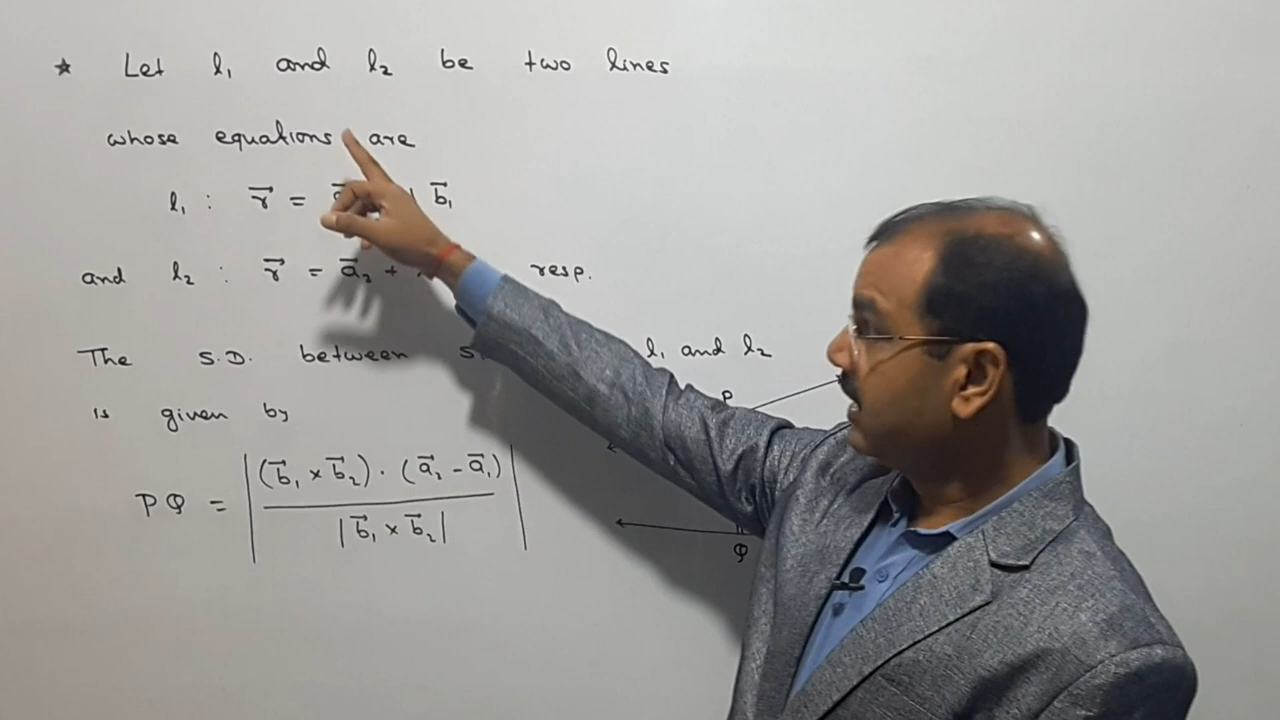 ★ Let l₁ and l₂ be two lines
whose equations are
l₁ : r⃗ = b⃗₁
and l₂ : r⃗ = a⃗₂ + resp.
The S.D. between l₁ and l₂
is given by
PQ = | (b⃗₁ × b⃗₂) · (a⃗₂ - a⃗₁) / |b⃗₁ × b⃗₂| |
P
Q